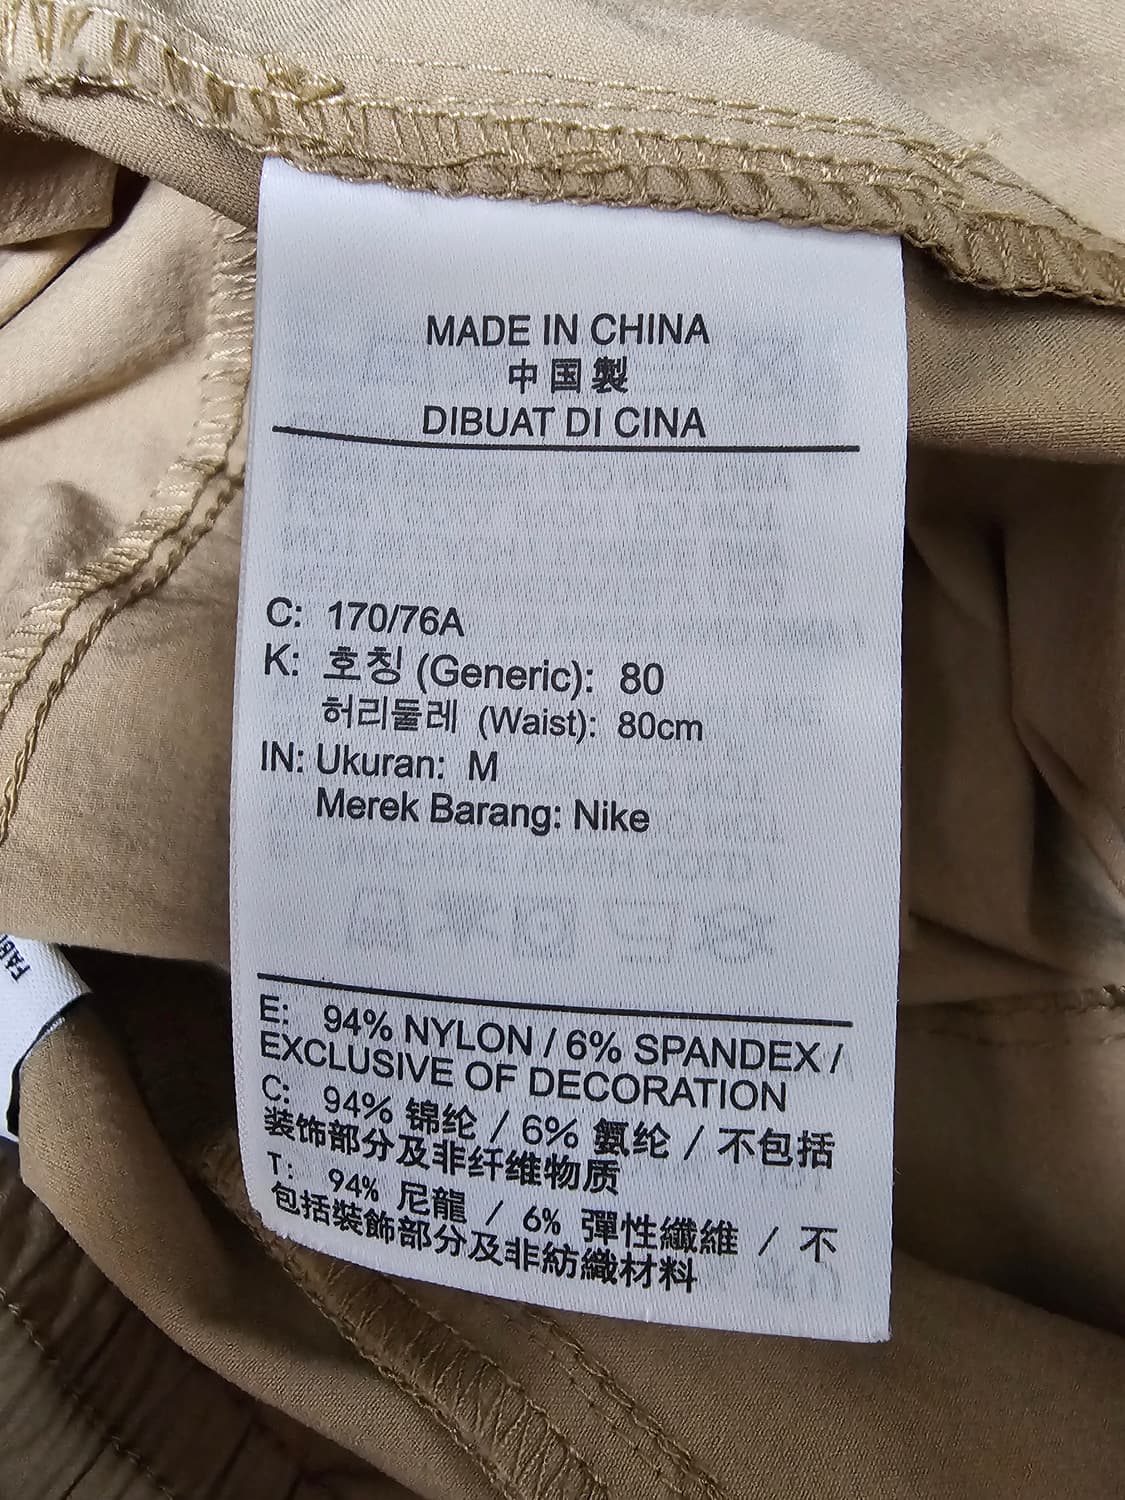 MADE IN CHINA
中国製
DIBUAT DI CINA
C: 170/76A
K: 호칭 (Generic): 80
허리둘레 (Waist): 80cm
IN: Ukuran: M
Merek Barang: Nike
E: 94% NYLON / 6% SPANDEX /
EXCLUSIVE OF DECORATION
C: 94% 锦纶 / 6% 氨纶 / 不包括
装饰部分及非纤维物质
T: 94% 尼龍 / 6% 彈性纖維 / 不
包括裝飾部分及非紡織材料